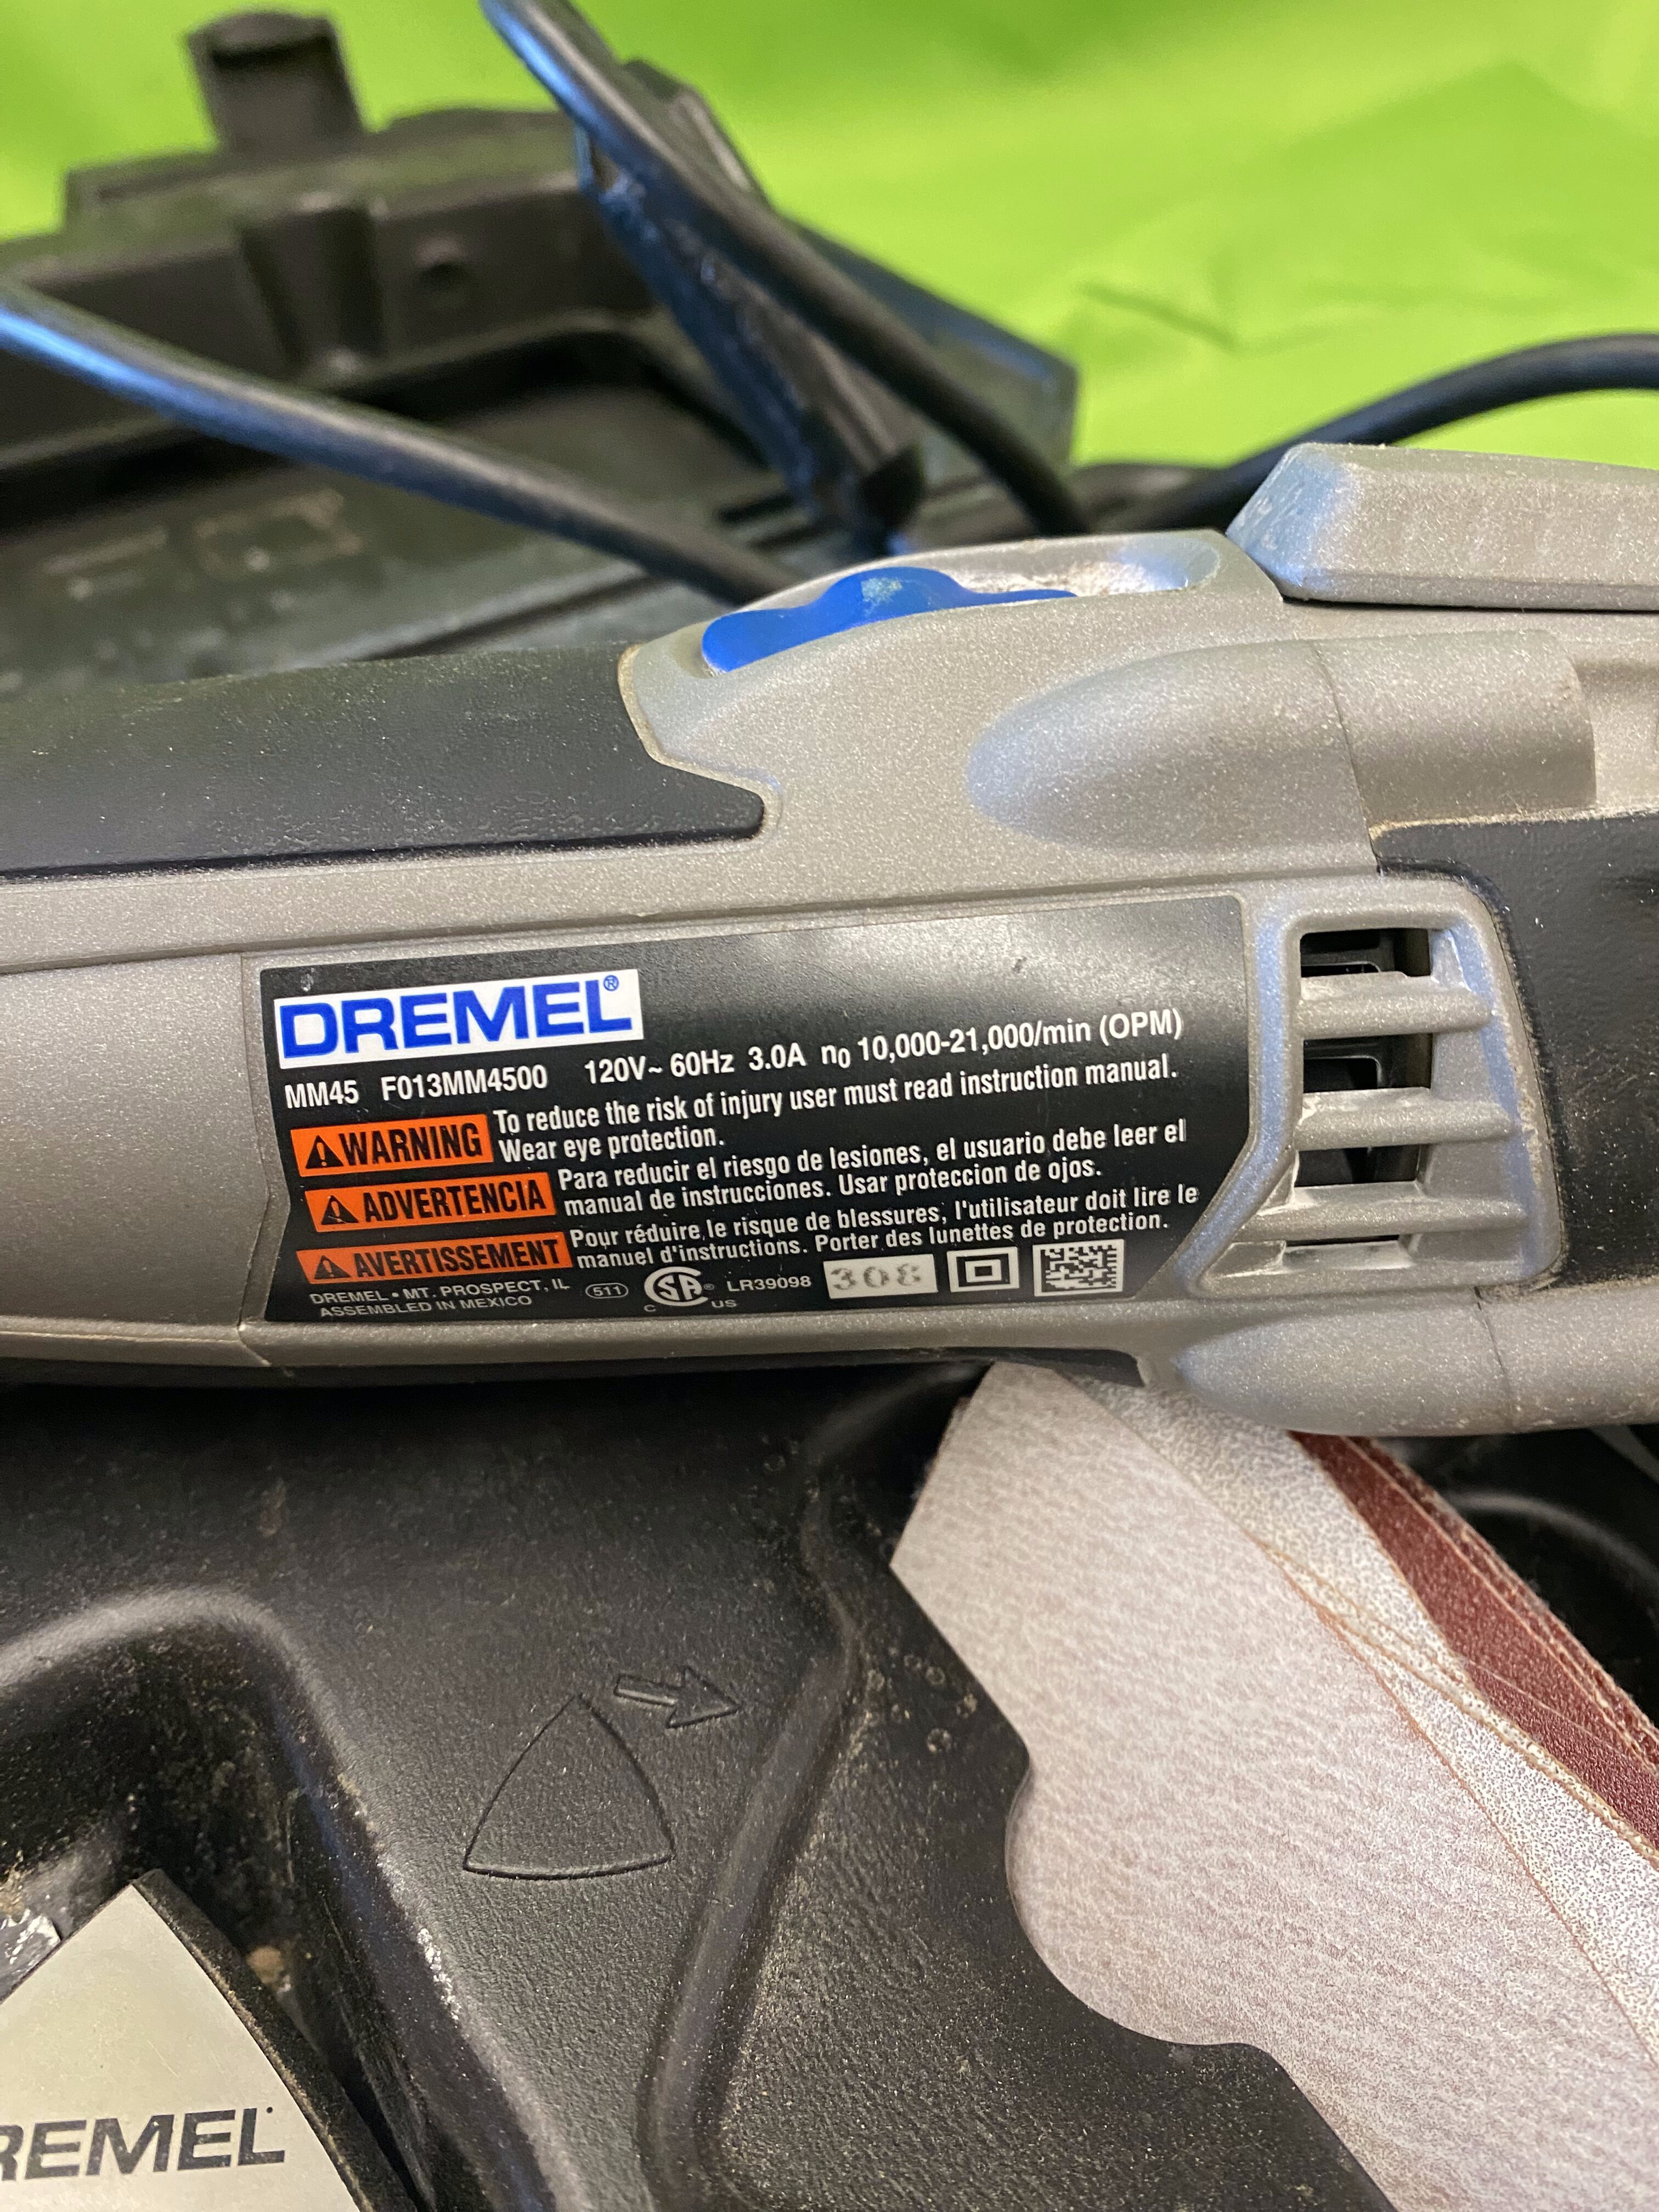 DREMEL®
MM45 F013MM4500 120V~ 60Hz 3.0A n0 10,000-21,000/min (OPM)
WARNING To reduce the risk of injury user must read instruction manual.
Wear eye protection.
ADVERTENCIA Para reducir el riesgo de lesiones, el usuario debe leer el
manual de instrucciones. Usar proteccion de ojos.
AVERTISSEMENT Pour réduire le risque de blessures, l'utilisateur doit lire le
manuel d'instructions. Porter des lunettes de protection.
DREMEL • MT. PROSPECT, IL 511 C SA® US LR39098 308
ASSEMBLED IN MEXICO
REMEL